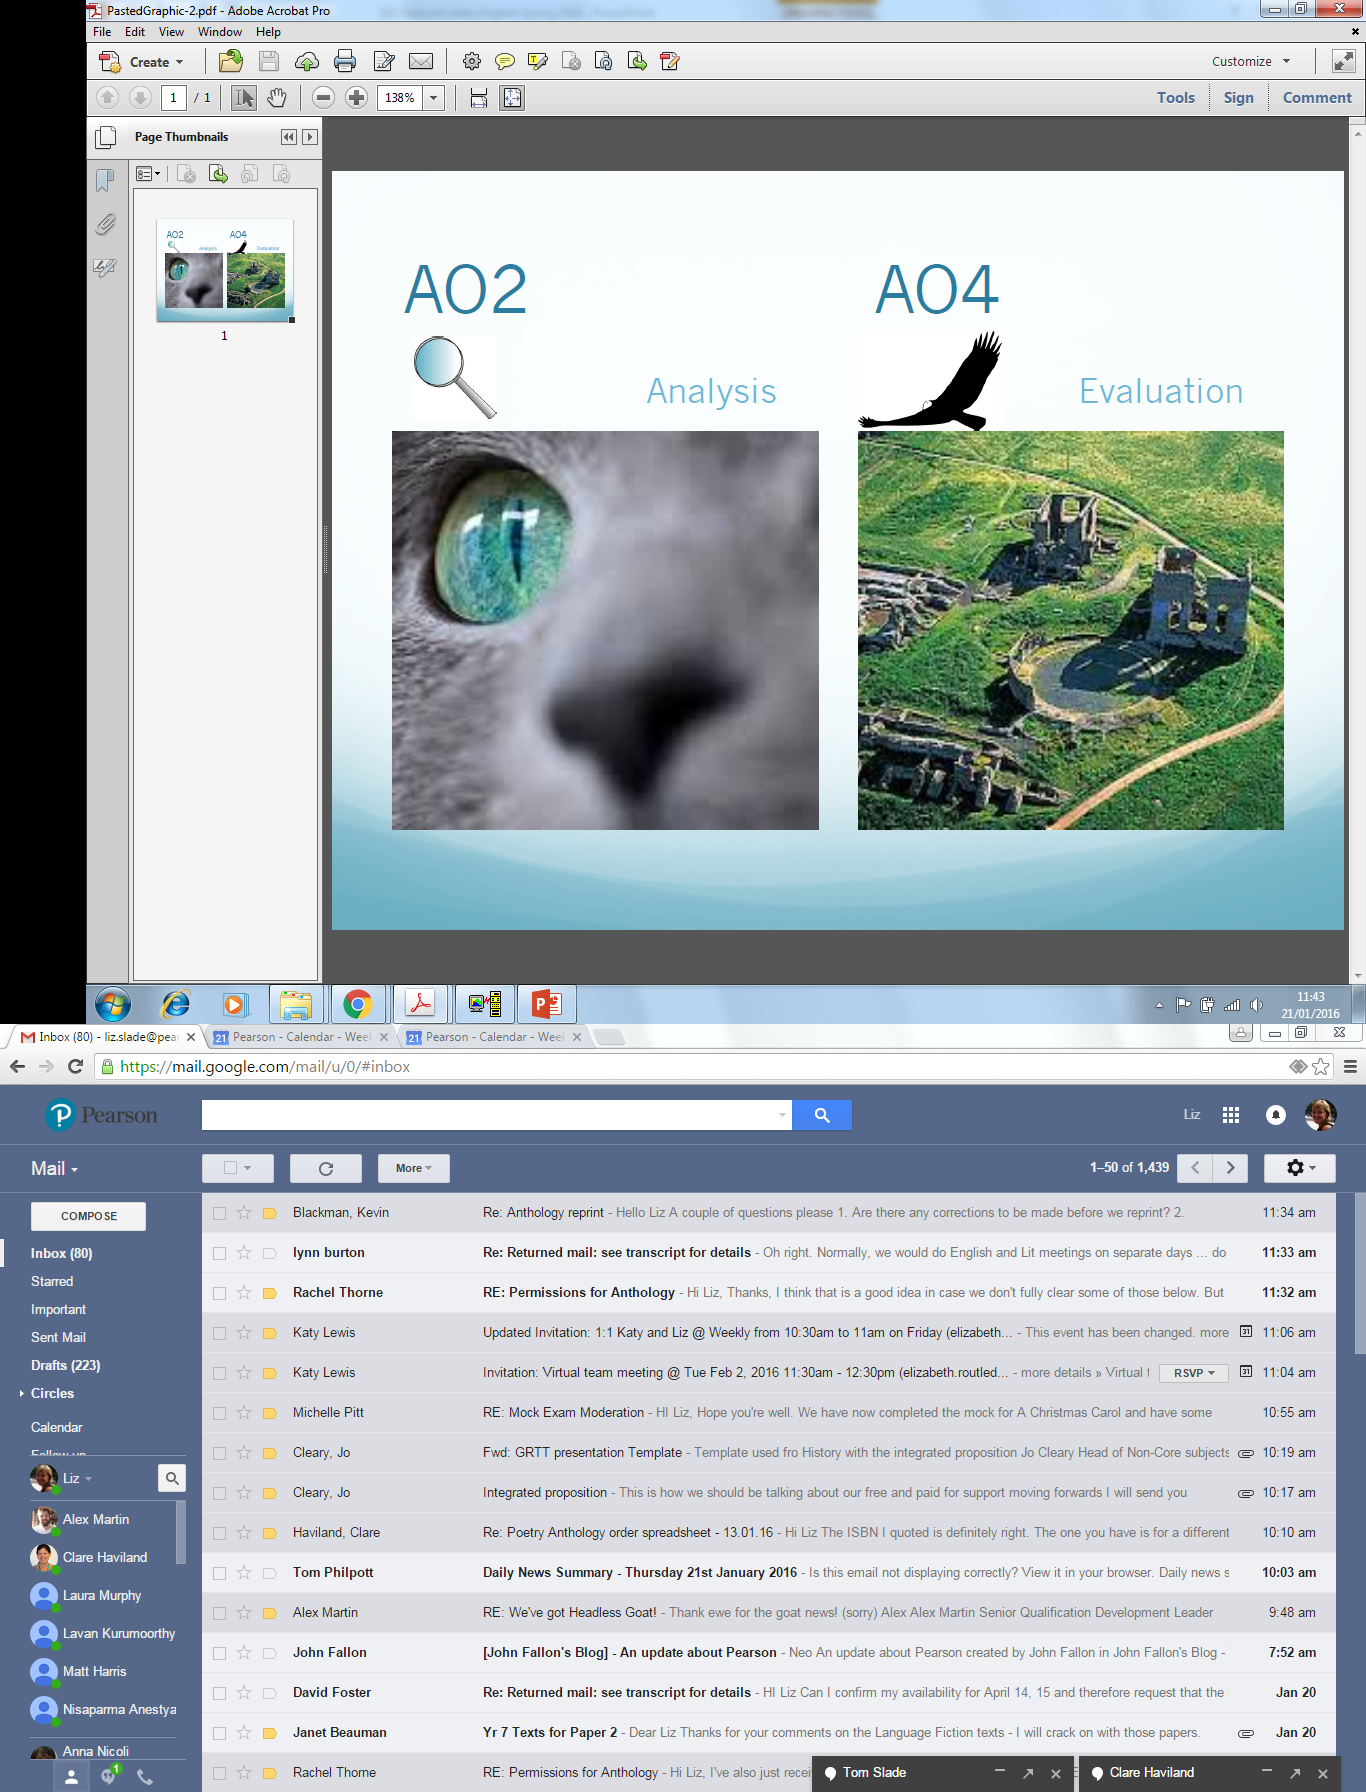 PastedGraphic-2.pdf - Adobe Acrobat Pro
File Edit View Window Help
Create
Customize
1 / 1
138%
Tools Sign Comment
Page Thumbnails
AO2 AO4
Analysis Evaluation
1
AO2 AO4
Analysis Evaluation
11:43
21/01/2016
Inbox (80) - liz.slade@pear
21 Pearson - Calendar - Week
21 Pearson - Calendar - Week
https://mail.google.com/mail/u/0/#inbox
Pearson
Liz
Mail
More
1–50 of 1,439
COMPOSE
Inbox (80)
Starred
Important
Sent Mail
Drafts (223)
Circles
Calendar
Follow up
Liz
Alex Martin
Clare Haviland
Laura Murphy
Lavan Kurumoorthy
Matt Harris
Nisaparma Anestya
Anna Nicoli
1
Blackman, Kevin Re: Anthology reprint - Hello Liz A couple of questions please 1. Are there any corrections to be made before we reprint? 2. 11:34 am
lynn burton Re: Returned mail: see transcript for details - Oh right. Normally, we would do English and Lit meetings on separate days ... do 11:33 am
Rachel Thorne RE: Permissions for Anthology - Hi Liz, Thanks, I think that is a good idea in case we don't fully clear some of those below. But 11:32 am
Katy Lewis Updated Invitation: 1:1 Katy and Liz @ Weekly from 10:30am to 11am on Friday (elizabeth... - This event has been changed. more 31 11:06 am
Katy Lewis Invitation: Virtual team meeting @ Tue Feb 2, 2016 11:30am - 12:30pm (elizabeth.routled... - more details » Virtual t RSVP 31 11:04 am
Michelle Pitt RE: Mock Exam Moderation - HI Liz, Hope you're well. We have now completed the mock for A Christmas Carol and have some 10:55 am
Cleary, Jo Fwd: GRTT presentation Template - Template used fro History with the integrated proposition Jo Cleary Head of Non-Core subjects 10:19 am
Cleary, Jo Integrated proposition - This is how we should be talking about our free and paid for support moving forwards I will send you 10:17 am
Haviland, Clare Re: Poetry Anthology order spreadsheet - 13.01.16 - Hi Liz The ISBN I quoted is definitely right. The one you have is for a different 10:10 am
Tom Philpott Daily News Summary - Thursday 21st January 2016 - Is this email not displaying correctly? View it in your browser. Daily news s 10:03 am
Alex Martin RE: We've got Headless Goat! - Thank ewe for the goat news! (sorry) Alex Alex Martin Senior Qualification Development Leader 9:48 am
John Fallon [John Fallon's Blog] - An update about Pearson - Neo An update about Pearson created by John Fallon in John Fallon's Blog - 7:52 am
David Foster Re: Returned mail: see transcript for details - HI Liz Can I confirm my availability for April 14, 15 and therefore request that the Jan 20
Janet Beauman Yr 7 Texts for Paper 2 - Dear Liz Thanks for your comments on the Language Fiction texts - I will crack on with those papers. Jan 20
Rachel Thorne RE: Permissions for Anthology - Hi Liz, I've also just recei
Tom Slade
Clare Haviland